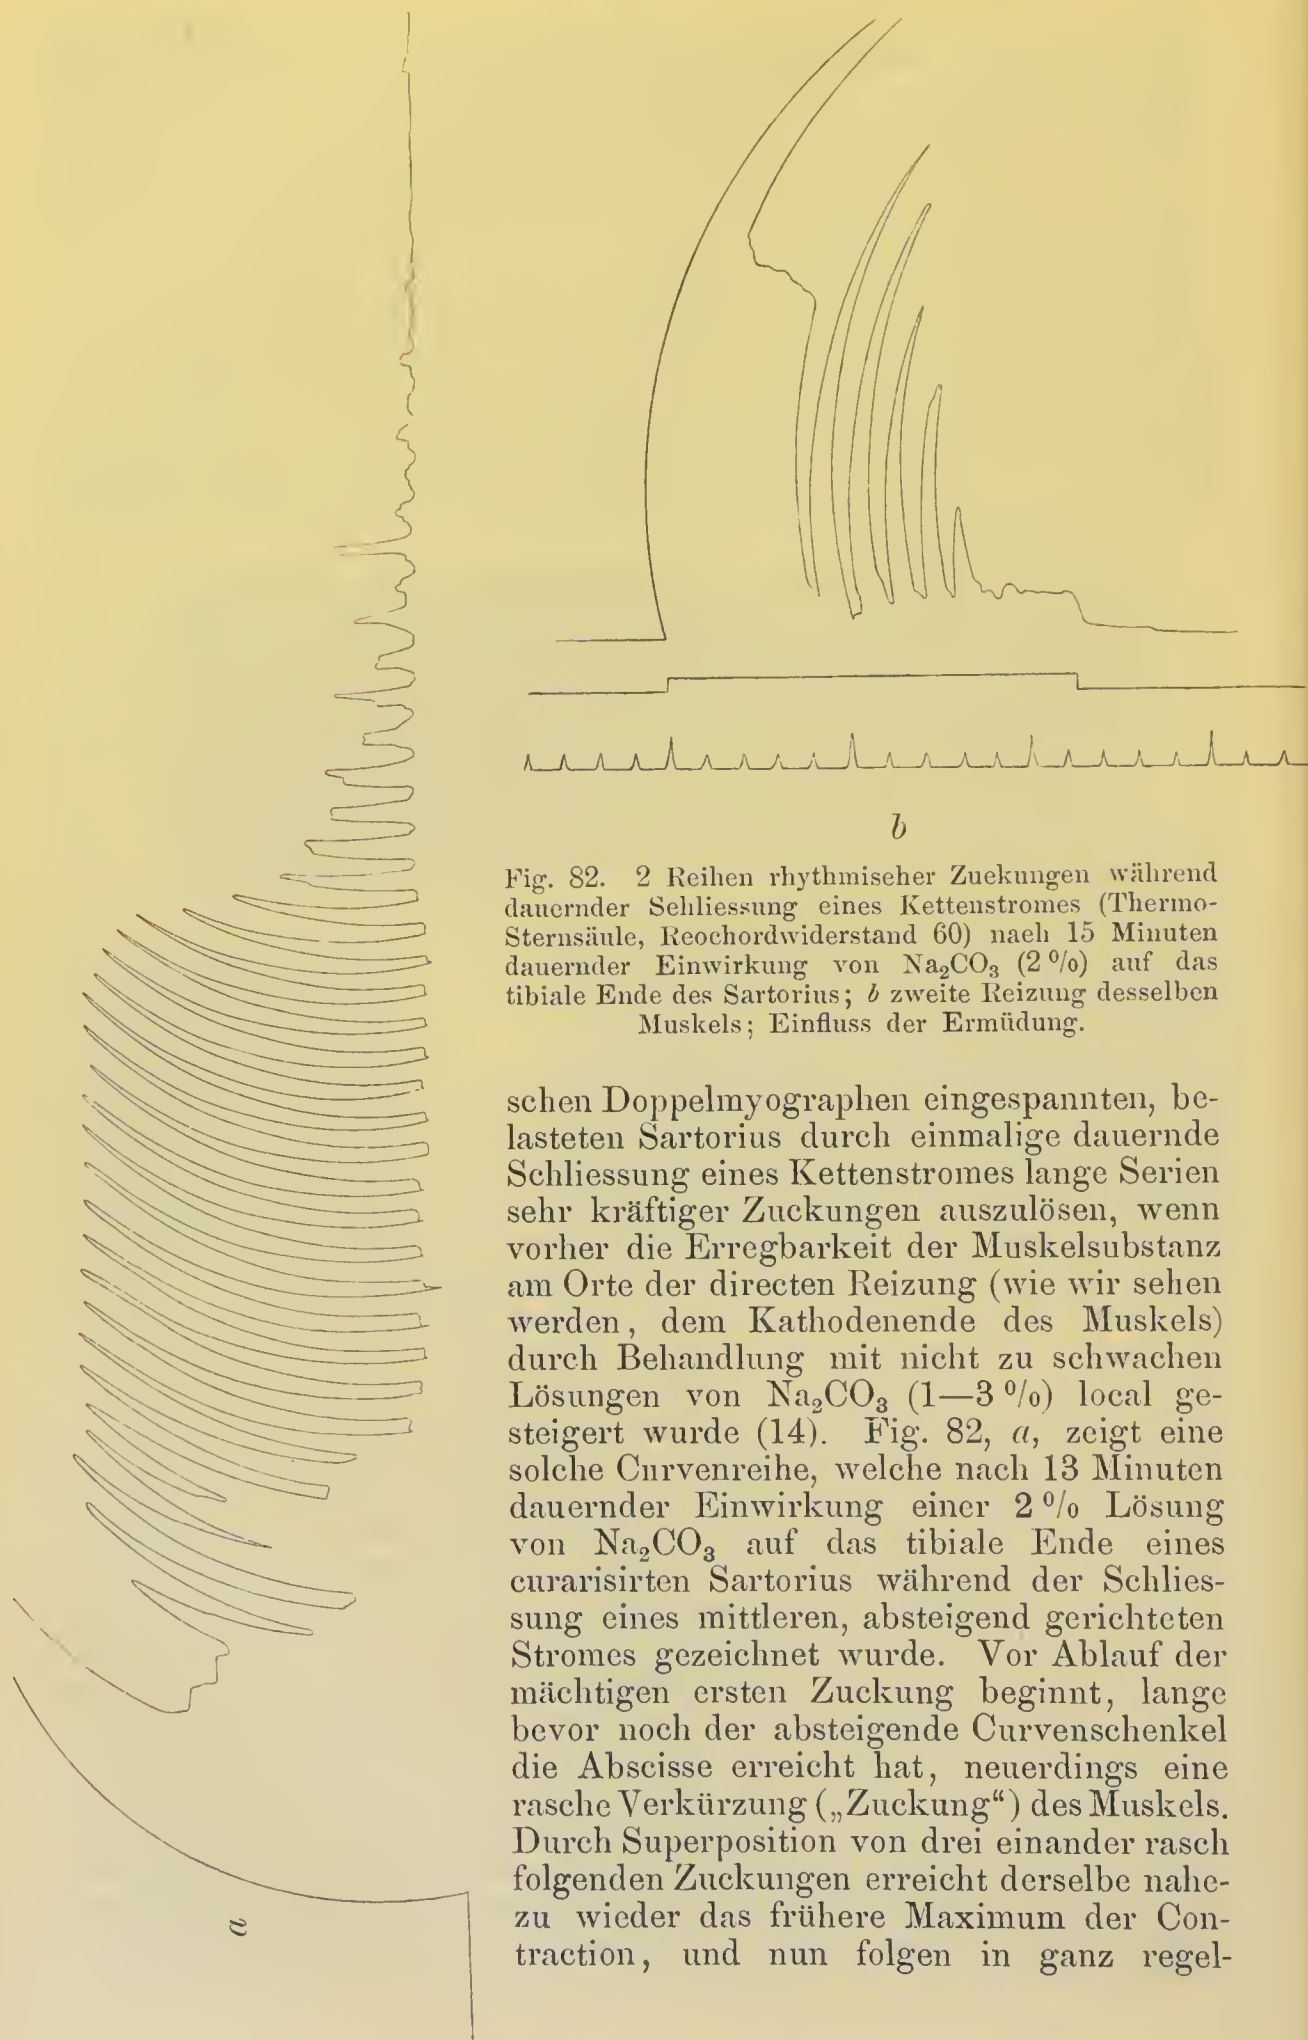 b
Fig. 82. 2 Reihen rhythmischer Zuckungen während
dauernder Schliessung eines Kettenstromes (Thermo-
Sternsäule, Reochordwiderstand 60) nach 15 Minuten
dauernder Einwirkung von Na₂CO₃ (2 %) auf das
tibiale Ende des Sartorius; b zweite Reizung desselben
Muskels; Einfluss der Ermüdung.
schen Doppelmyographen eingespannten, be-
lasteten Sartorius durch einmalige dauernde
Schliessung eines Kettenstromes lange Serien
sehr kräftiger Zuckungen auszulösen, wenn
vorher die Erregbarkeit der Muskelsubstanz
am Orte der directen Reizung (wie wir sehen
werden, dem Kathodenende des Muskels)
durch Behandlung mit nicht zu schwachen
Lösungen von Na₂CO₃ (1—3 %) local ge-
steigert wurde (14). Fig. 82, a, zeigt eine
solche Curvenreihe, welche nach 13 Minuten
dauernder Einwirkung einer 2 % Lösung
von Na₂CO₃ auf das tibiale Ende eines
curarisirten Sartorius während der Schlies-
sung eines mittleren, absteigend gerichteten
Stromes gezeichnet wurde. Vor Ablauf der
mächtigen ersten Zuckung beginnt, lange
bevor noch der absteigende Curvenschenkel
die Abscisse erreicht hat, neuerdings eine
rasche Verkürzung („Zuckung“) des Muskels.
Durch Superposition von drei einander rasch
folgenden Zuckungen erreicht derselbe nahe-
zu wieder das frühere Maximum der Con-
traction, und nun folgen in ganz regel-
a